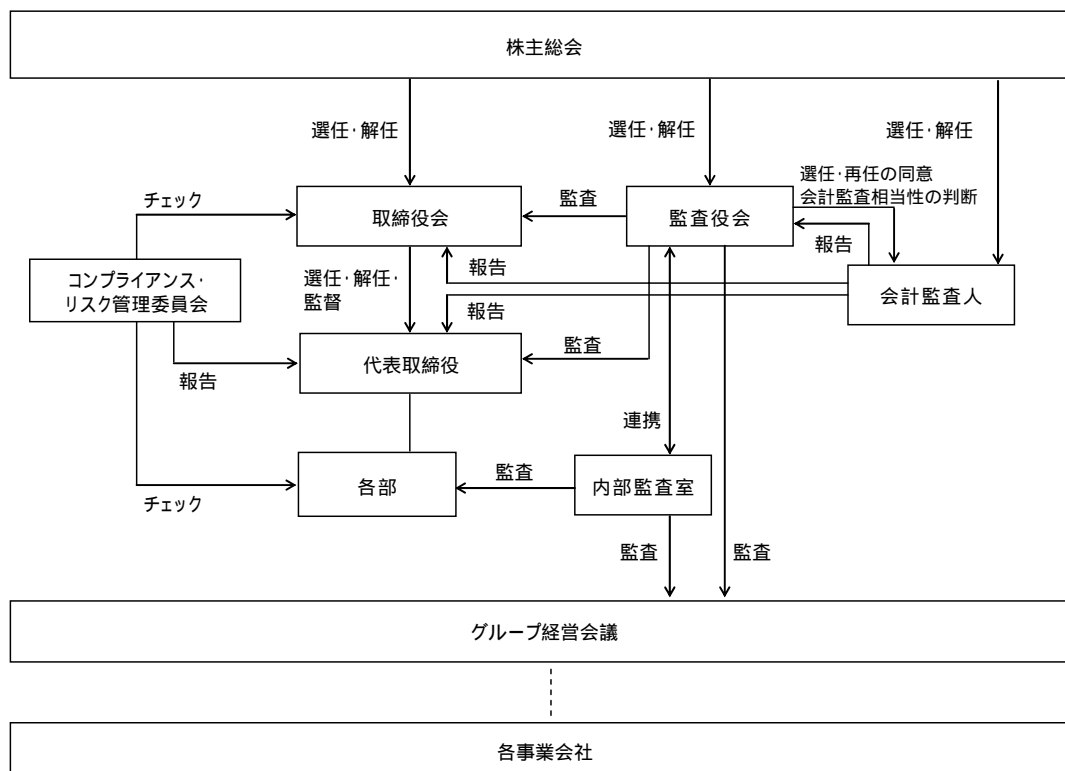 株主総会
選任・解任
選任・解任
選任・解任
選任・再任の同意
会計監査相当性の判断
チェック
取締役会
監査
監査役会
報告
コンプライアンス・
リスク管理委員会
選任・解任・
監督
報告
会計監査人
報告
監査
代表取締役
報告
連携
各部
監査
内部監査室
チェック
監査
監査
グループ経営会議
各事業会社